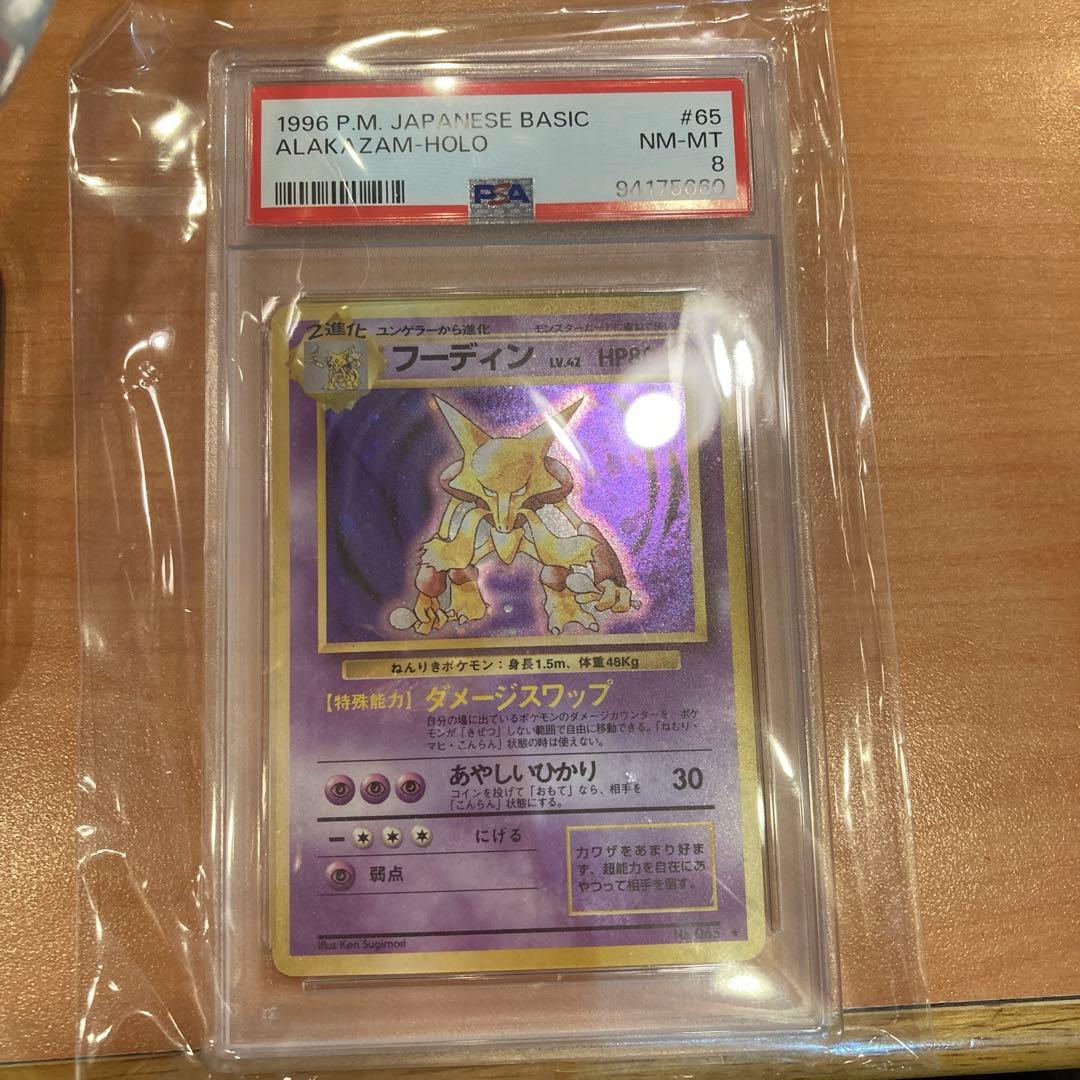 1996 P.M. JAPANESE BASIC #65
ALAKAZAM-HOLO NM-MT
8
PSA 94175660
2進化 ユンゲラーから進化
フーディン LV.42
ねんりきポケモン:身長1.5m、体重48Kg
【特殊能力】ダメージスワップ
自分の場に出ているポケモンのダメージカウンターを、ポケ
モンが「きぜつ」しない範囲で自由に移動できる。「ねむり・
マヒ・こんらん」状態の時は使えない。
あやしいひかり 30
コインを投げて「おもて」なら、相手を
「こんらん」状態にする。
にげる
弱点
力ワザをあまり好ま
ず、超能力を自在にあ
やつって相手を倒す。
No.065 ★
Illus Ken Sugimori